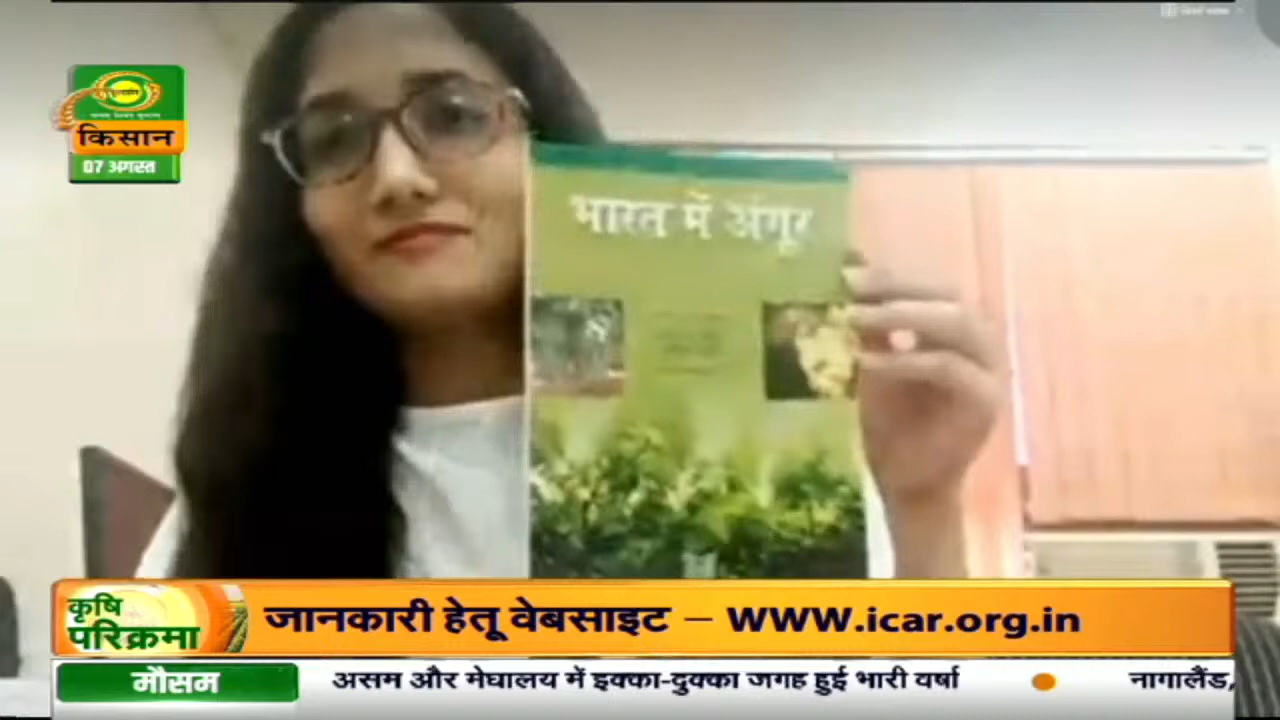 किसान
07 अगस्त
भारत में अंगूर
कृषि
परिक्रमा
जानकारी हेतू वेबसाइट – WWW.icar.org.in
मौसम
असम और मेघालय में इक्का-दुक्का जगह हुई भारी वर्षा
नागालैंड,